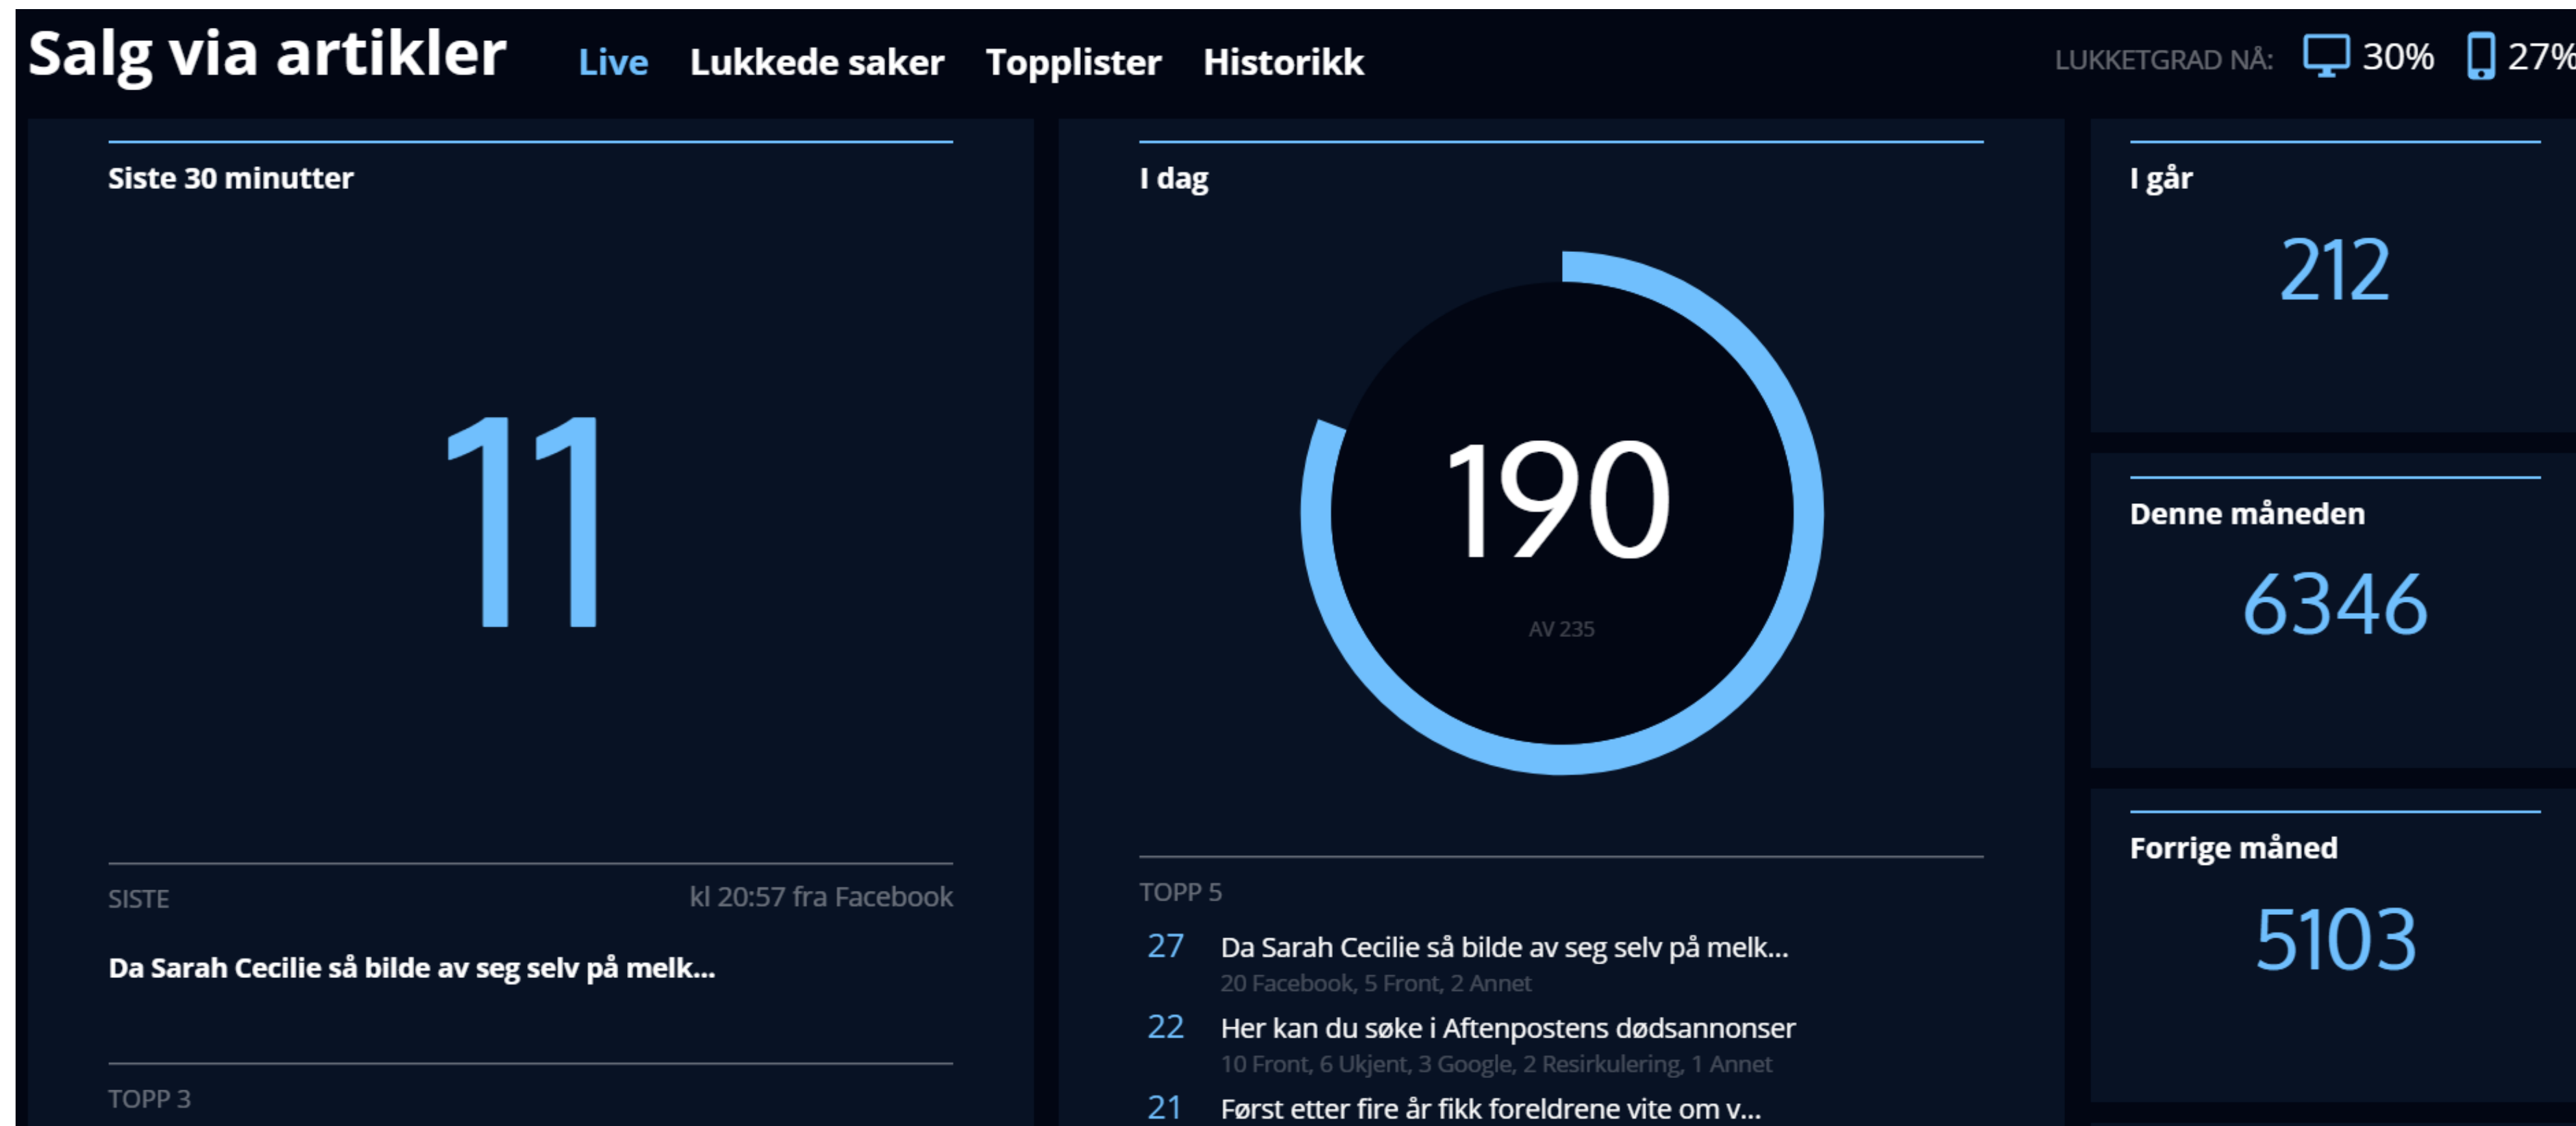 Salg via artikler Live Lukkede saker Topplister Historikk LUKKETGRAD NÅ: 30% 27%
Siste 30 minutter
11
SISTE kl 20:57 fra Facebook
Da Sarah Cecilie så bilde av seg selv på melk...
TOPP 3
I dag
190
AV 235
TOPP 5
27 Da Sarah Cecilie så bilde av seg selv på melk...
20 Facebook, 5 Front, 2 Annet
22 Her kan du søke i Aftenpostens dødsannonser
10 Front, 6 Ukjent, 3 Google, 2 Resirkulering, 1 Annet
21 Først etter fire år fikk foreldrene vite om v...
I går
212
Denne måneden
6346
Forrige måned
5103